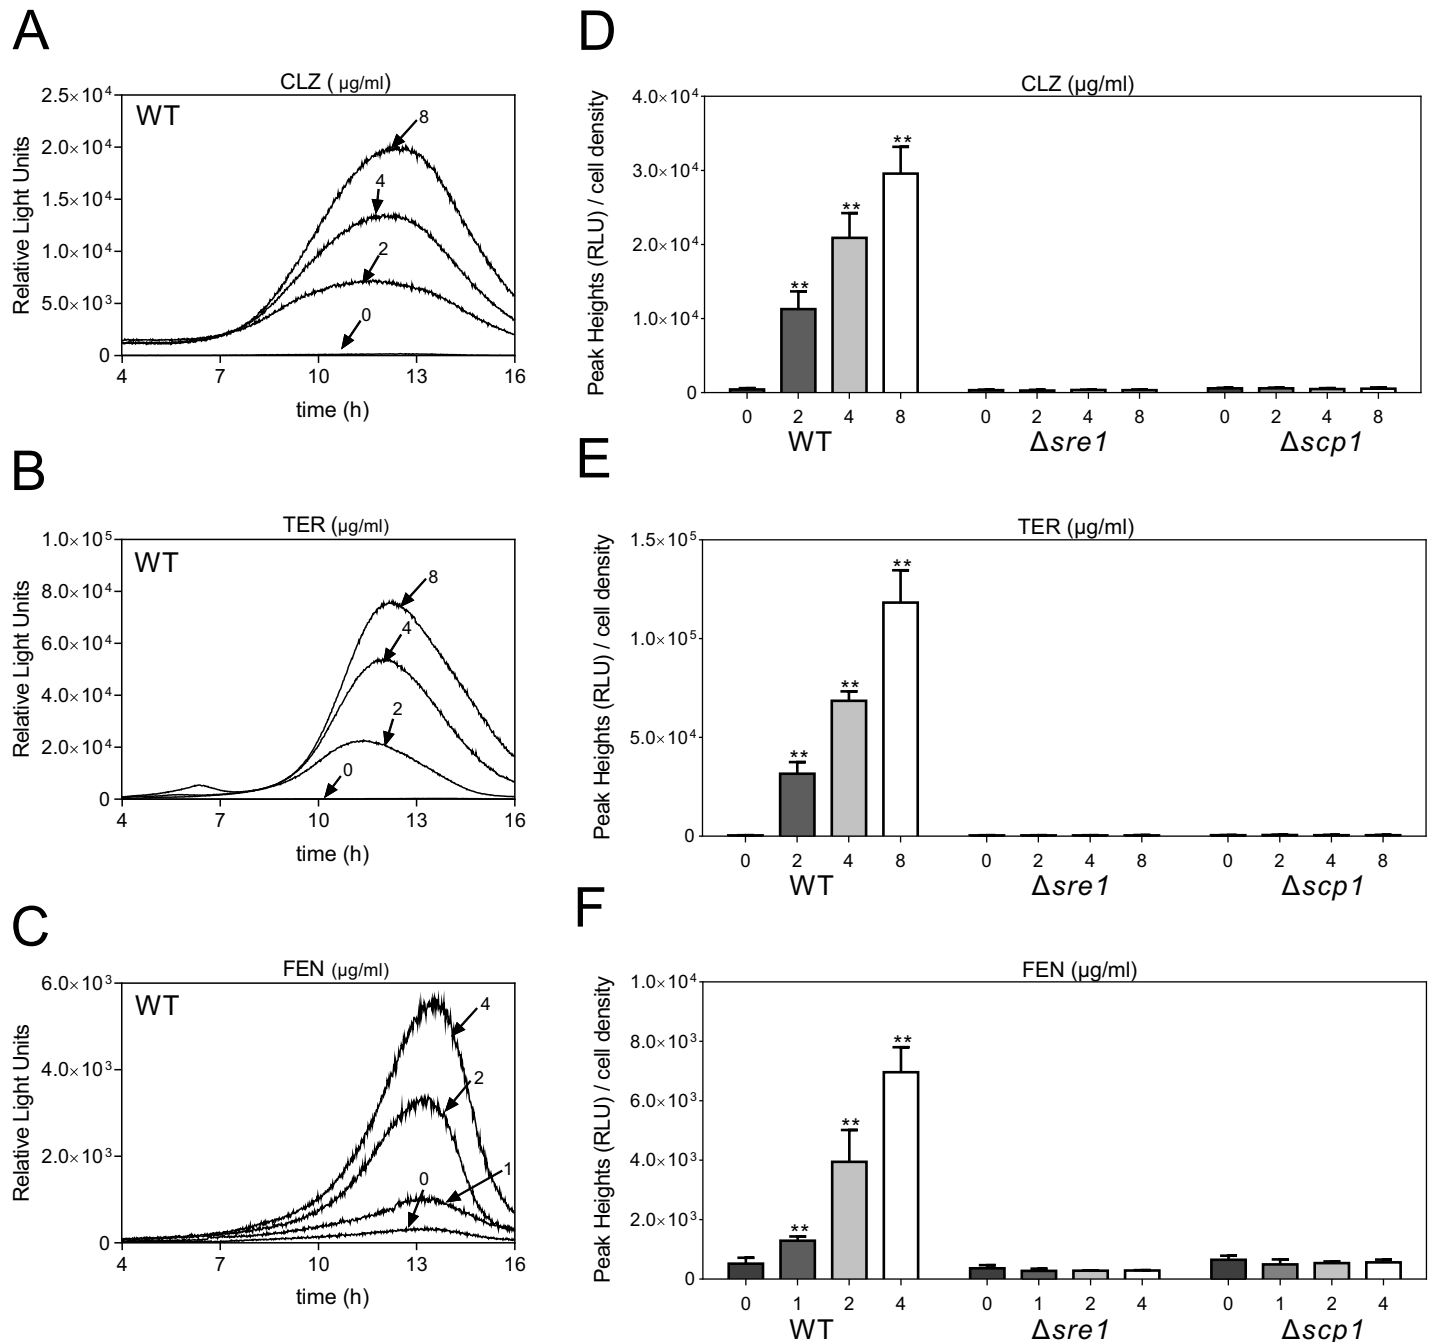 A
CLZ ( µg/ml)
WT
Relative Light Units
2.5×10⁴
2.0×10⁴
1.5×10⁴
1.0×10⁴
5.0×10³
0
8
4
2
0
4 7 10 13 16
time (h)
D
CLZ (µg/ml)
Peak Heights (RLU) / cell density
4.0×10⁴
3.0×10⁴
2.0×10⁴
1.0×10⁴
0
** ** **
0 2 4 8 0 2 4 8 0 2 4 8
WT Δsre1 Δscp1
B
TER (µg/ml)
WT
Relative Light Units
1.0×10⁵
8.0×10⁴
6.0×10⁴
4.0×10⁴
2.0×10⁴
0
8
4
2
0
4 7 10 13 16
time (h)
E
TER (µg/ml)
Peak Heights (RLU) / cell density
1.5×10⁵
1.0×10⁵
5.0×10⁴
0
** ** **
0 2 4 8 0 2 4 8 0 2 4 8
WT Δsre1 Δscp1
C
FEN (µg/ml)
WT
Relative Light Units
6.0×10³
4.0×10³
2.0×10³
0
4
2
1
0
4 7 10 13 16
time (h)
F
FEN (µg/ml)
Peak Heights (RLU) / cell density
1.0×10⁴
8.0×10³
6.0×10³
4.0×10³
2.0×10³
0
** ** **
0 1 2 4 0 1 2 4 0 1 2 4
WT Δsre1 Δscp1